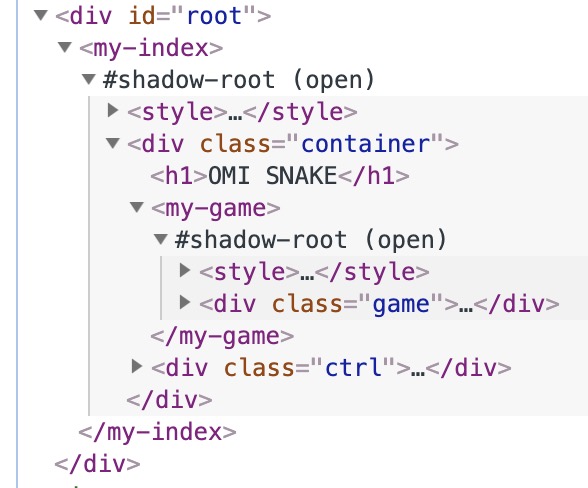 ▼<div id="root">
▼<my-index>
▼#shadow-root (open)
▶<style>…</style>
▼<div class="container">
<h1>OMI SNAKE</h1>
▼<my-game>
▼#shadow-root (open)
▶<style>…</style>
▶<div class="game">…</div>
</my-game>
▶<div class="ctrl">…</div>
</div>
</my-index>
</div>